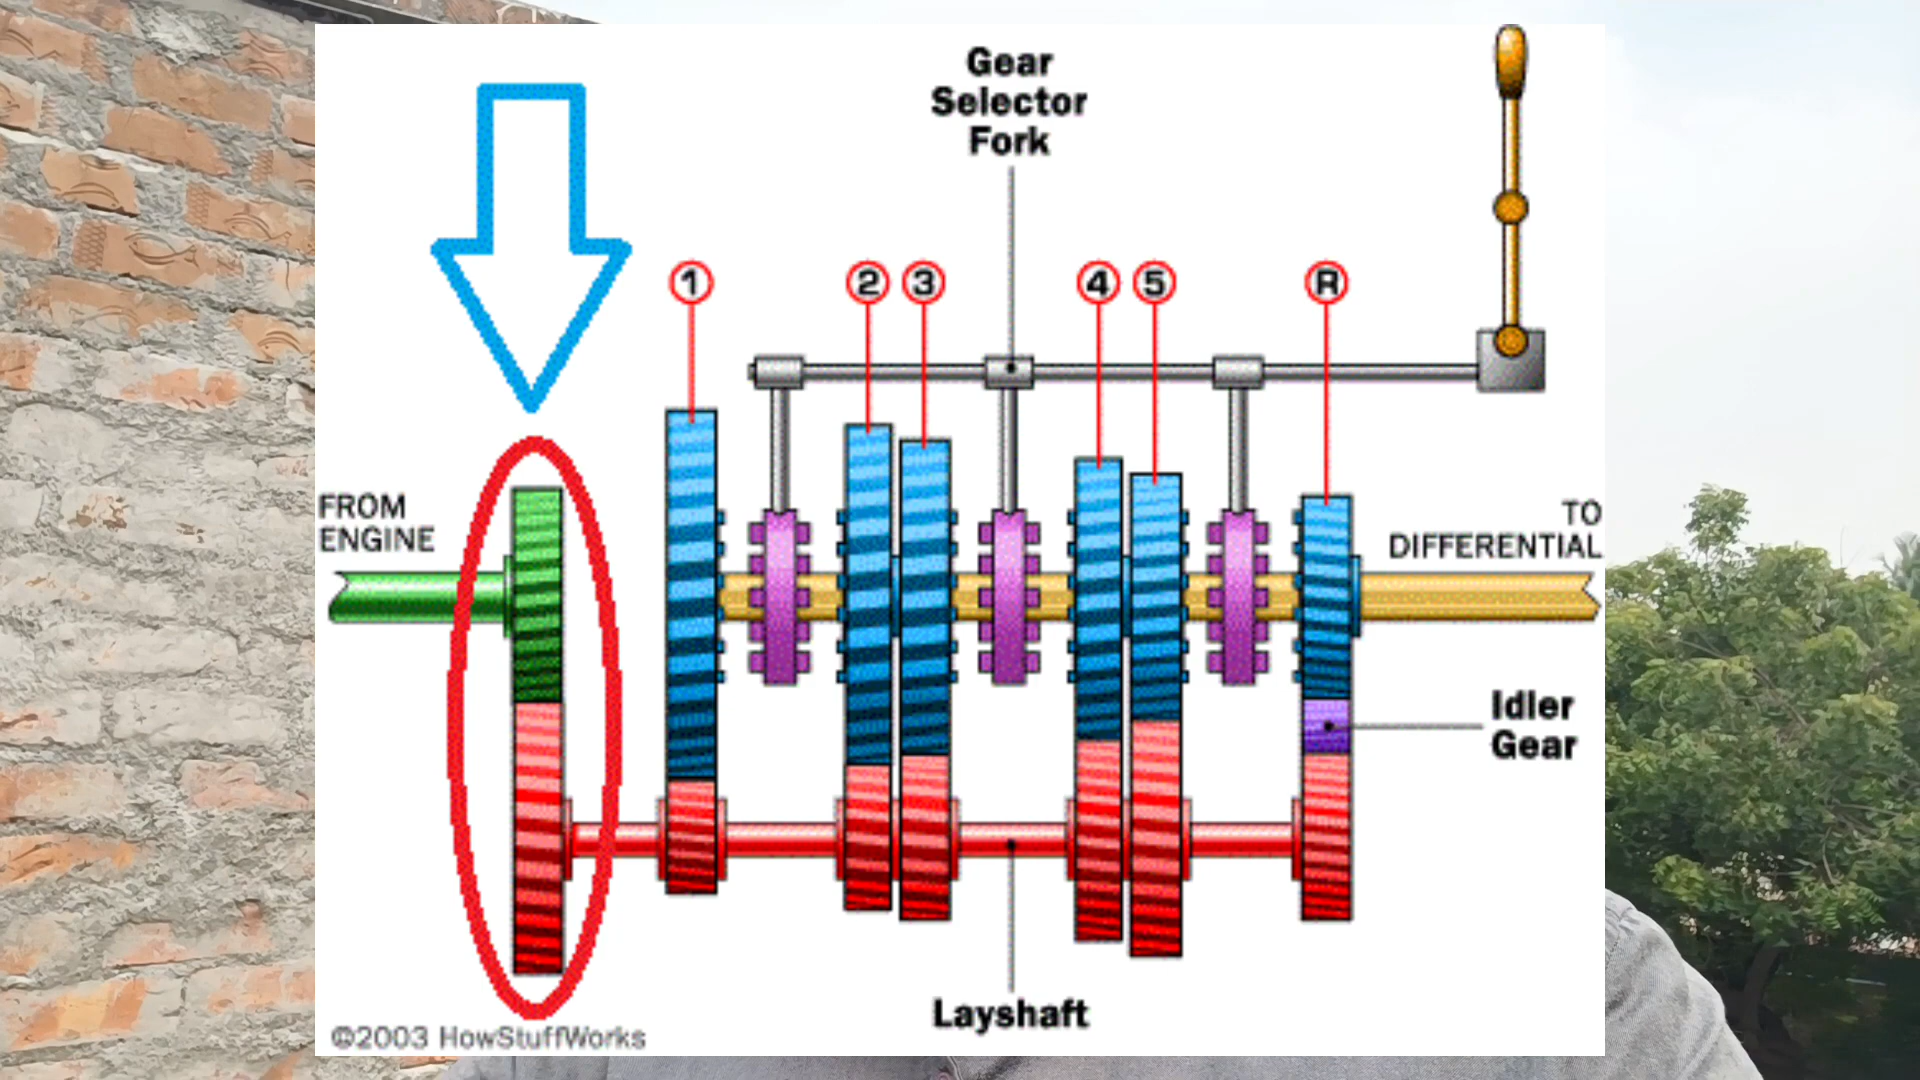 Gear
Selector
Fork
1
2
3
4
5
R
FROM
ENGINE
TO
DIFFERENTIAL
Idler
Gear
Layshaft
©2003 HowStuffWorks